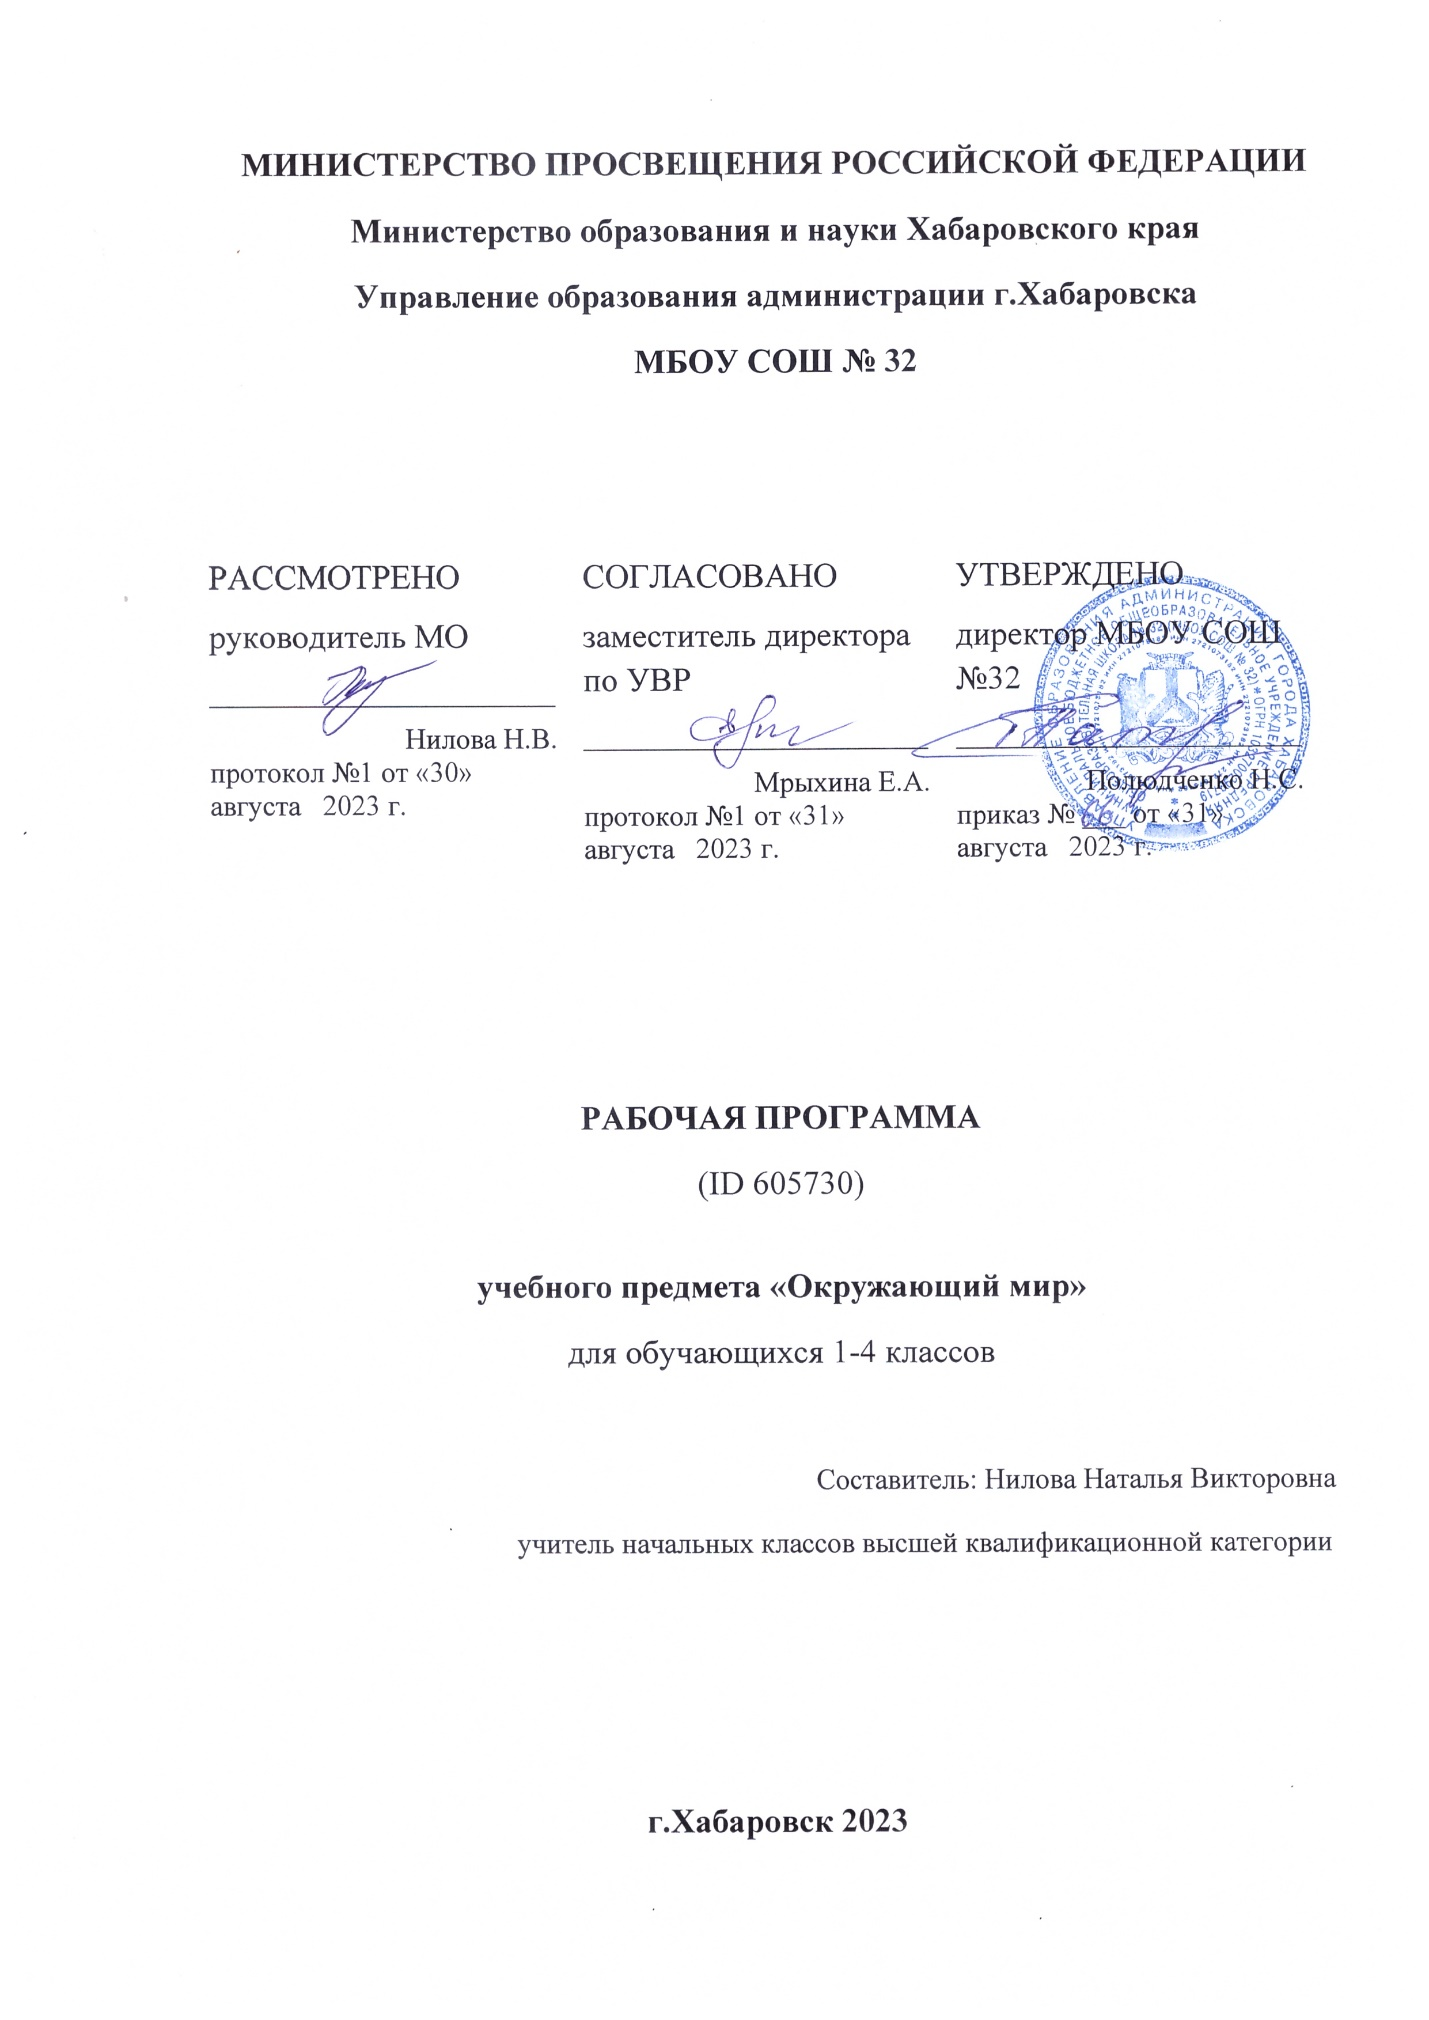 МИНИСТЕРСТВО ПРОСВЕЩЕНИЯ РОССИЙСКОЙ ФЕДЕРАЦИИ
Министерство образования и науки Хабаровского края
Управление образования администрации г.Хабаровска
МБОУ СОШ № 32
РАССМОТРЕНО
руководитель МО
Нилова Н.В.
протокол №1 от «30»
августа 2023 г.
СОГЛАСОВАНО
заместитель директора
по УВР
Мрыхина Е.А.
протокол №1 от «31»
августа 2023 г.
УТВЕРЖДЕНО
директор МБОУ СОШ
№32
Полюдченко Н.С.
приказ № от «31»
августа 2023 г.
РАБОЧАЯ ПРОГРАММА
(ID 605730)
учебного предмета «Окружающий мир»
для обучающихся 1-4 классов
Составитель: Нилова Наталья Викторовна
учитель начальных классов высшей квалификационной категории
г.Хабаровск 2023